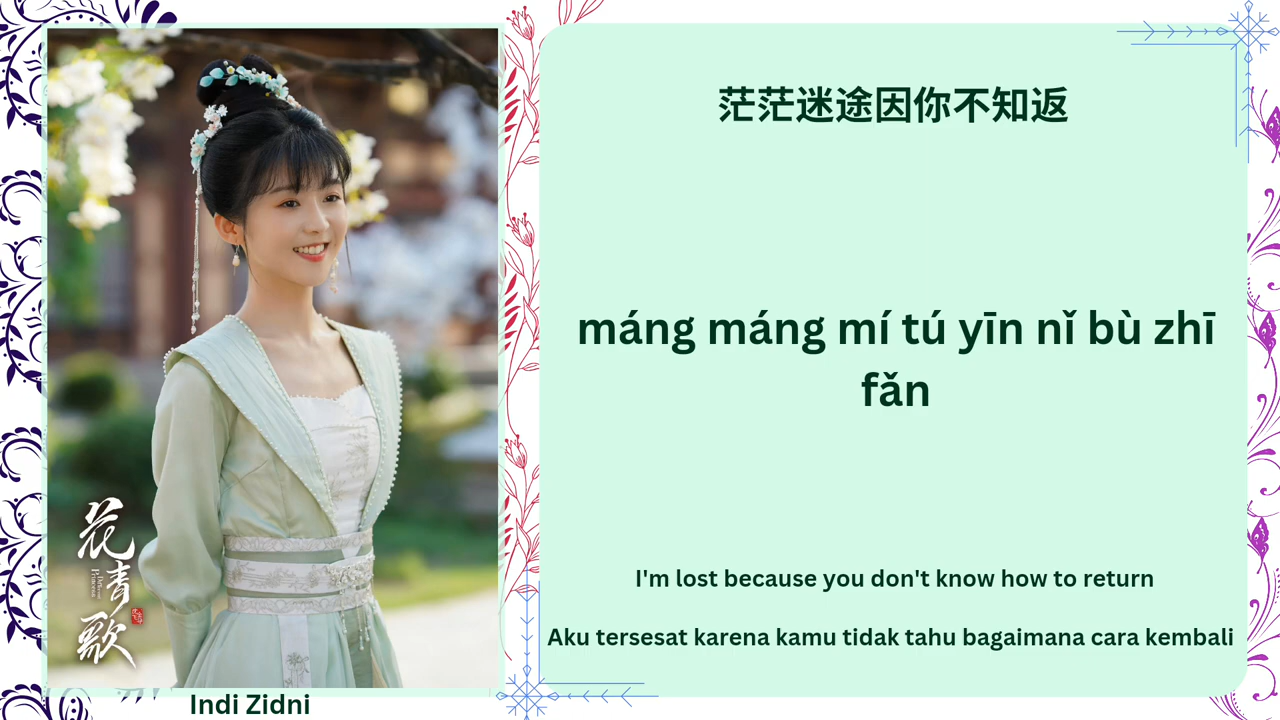 茫茫迷途因你不知返
máng máng mí tú yīn nǐ bù zhī
fǎn
I'm lost because you don't know how to return
Aku tersesat karena kamu tidak tahu bagaimana cara kembali
花青歌
Indi Zidni